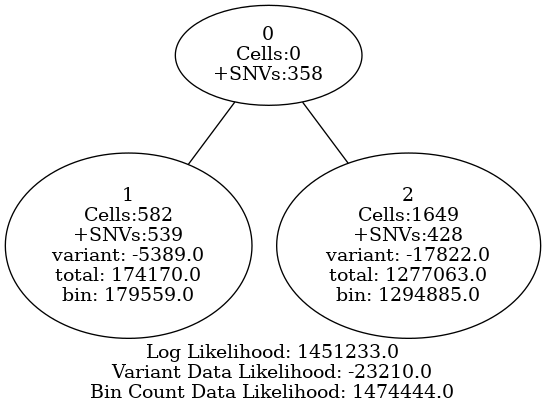 0
Cells:0
+SNVs:358
1
Cells:582
+SNVs:539
variant: -5389.0
total: 174170.0
bin: 179559.0
2
Cells:1649
+SNVs:428
variant: -17822.0
total: 1277063.0
bin: 1294885.0
Log Likelihood: 1451233.0
Variant Data Likelihood: -23210.0
Bin Count Data Likelihood: 1474444.0